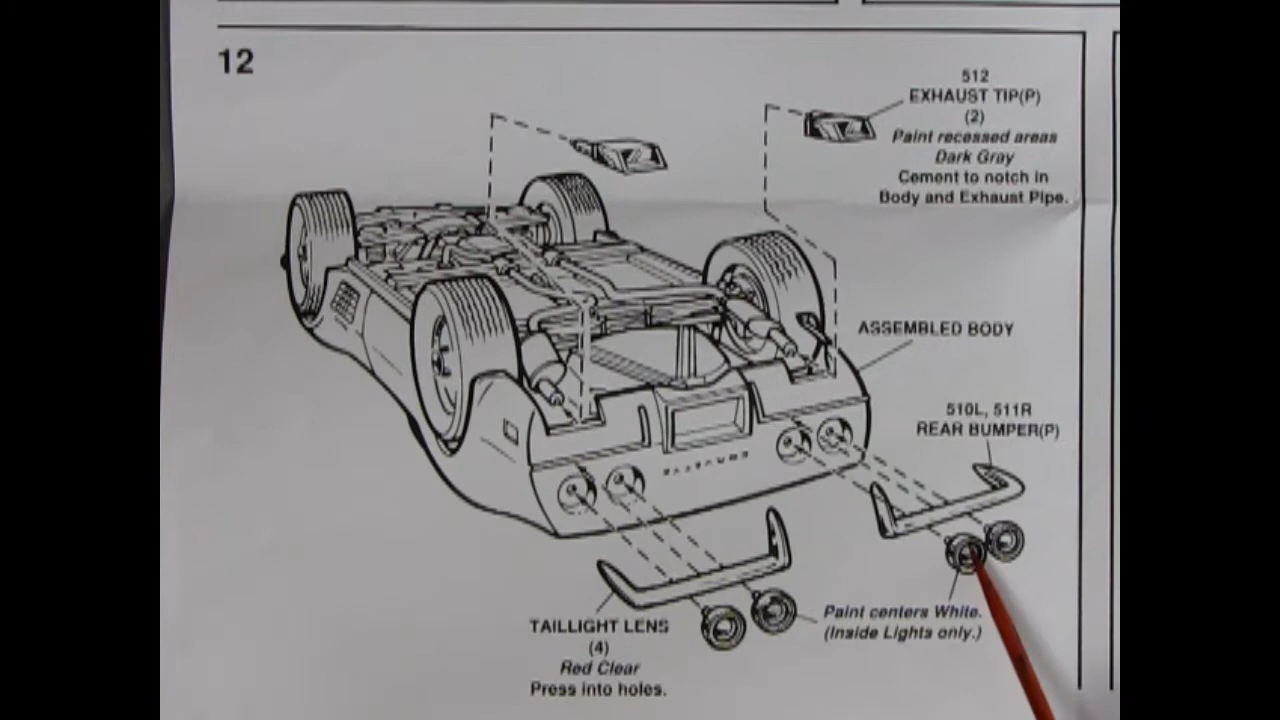 12
512
EXHAUST TIP(P)
(2)
Paint recessed areas
Dark Gray
Cement to notch in
Body and Exhaust Pipe.
ASSEMBLED BODY
510L, 511R
REAR BUMPER(P)
TAILLIGHT LENS
(4)
Red Clear
Press into holes.
Paint centers White.
(Inside Lights only.)